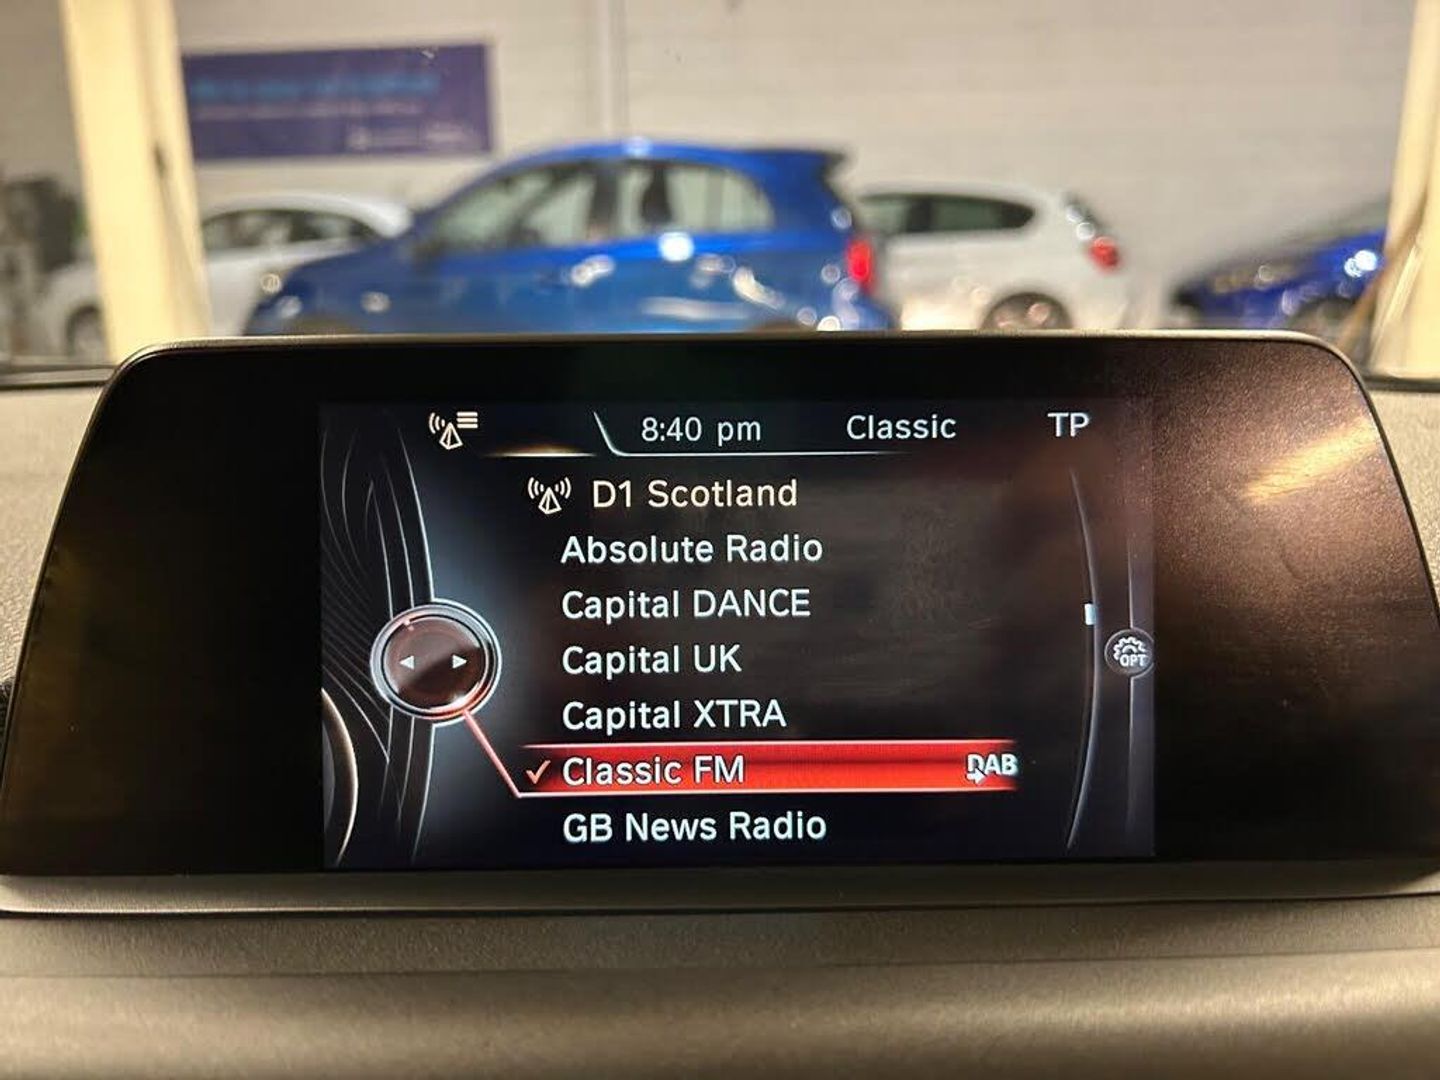 8:40 pm Classic TP
D1 Scotland
Absolute Radio
Capital DANCE
Capital UK
Capital XTRA
Classic FM DAB
OPT
GB News Radio